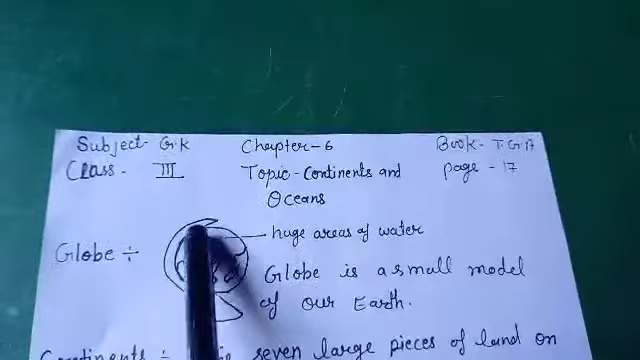 Subject- G.K Chapter-6 Book- T.G.A
Class- III Topic-Continents and page - 17
Oceans
huge areas of water
Globe ÷
Globe is a small model
of our Earth.
Continents ÷ seven large pieces of land on